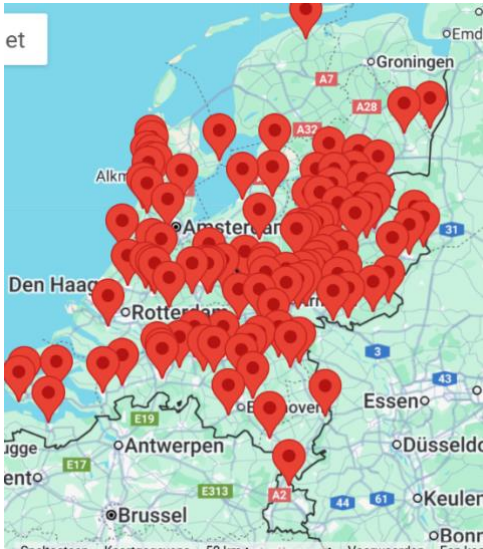 et
Emd
Groningen
A7
A28
A32
Alkm
Amsterdam
31
Den Haag
Rotterdam
3
43
Essen
E19
ugge
Antwerpen
Düsseldo
E17
ent
E313
A2
44
61
Keulen
Brussel
Bonn